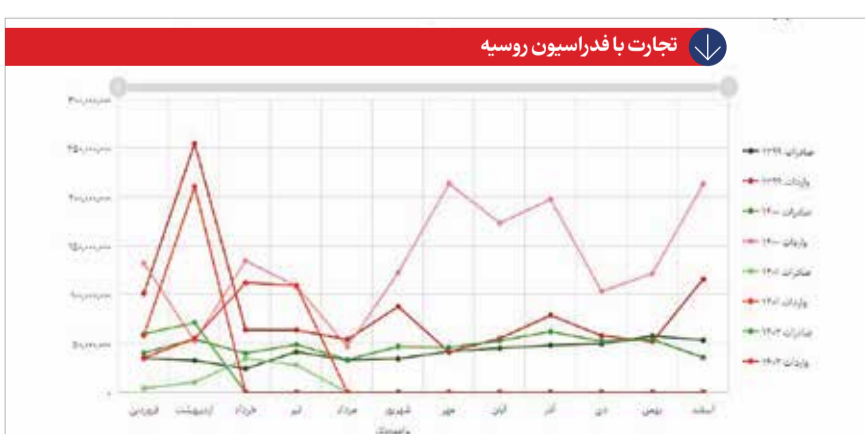 تجارت با فدراسیون روسیه
۳۰۰,۰۰۰,۰۰۰
۲۵۰,۰۰۰,۰۰۰
۲۰۰,۰۰۰,۰۰۰
۱۵۰,۰۰۰,۰۰۰
۱۰۰,۰۰۰,۰۰۰
۵۰,۰۰۰,۰۰۰
۰
فروردین اردیبهشت خرداد تیر مرداد شهریور مهر آبان آذر دی بهمن اسفند
صادرات ۱۳۹۹
واردات ۱۳۹۹
صادرات ۱۴۰۰
واردات ۱۴۰۰
صادرات ۱۴۰۱
واردات ۱۴۰۱
صادرات ۱۴۰۲
واردات ۱۴۰۲